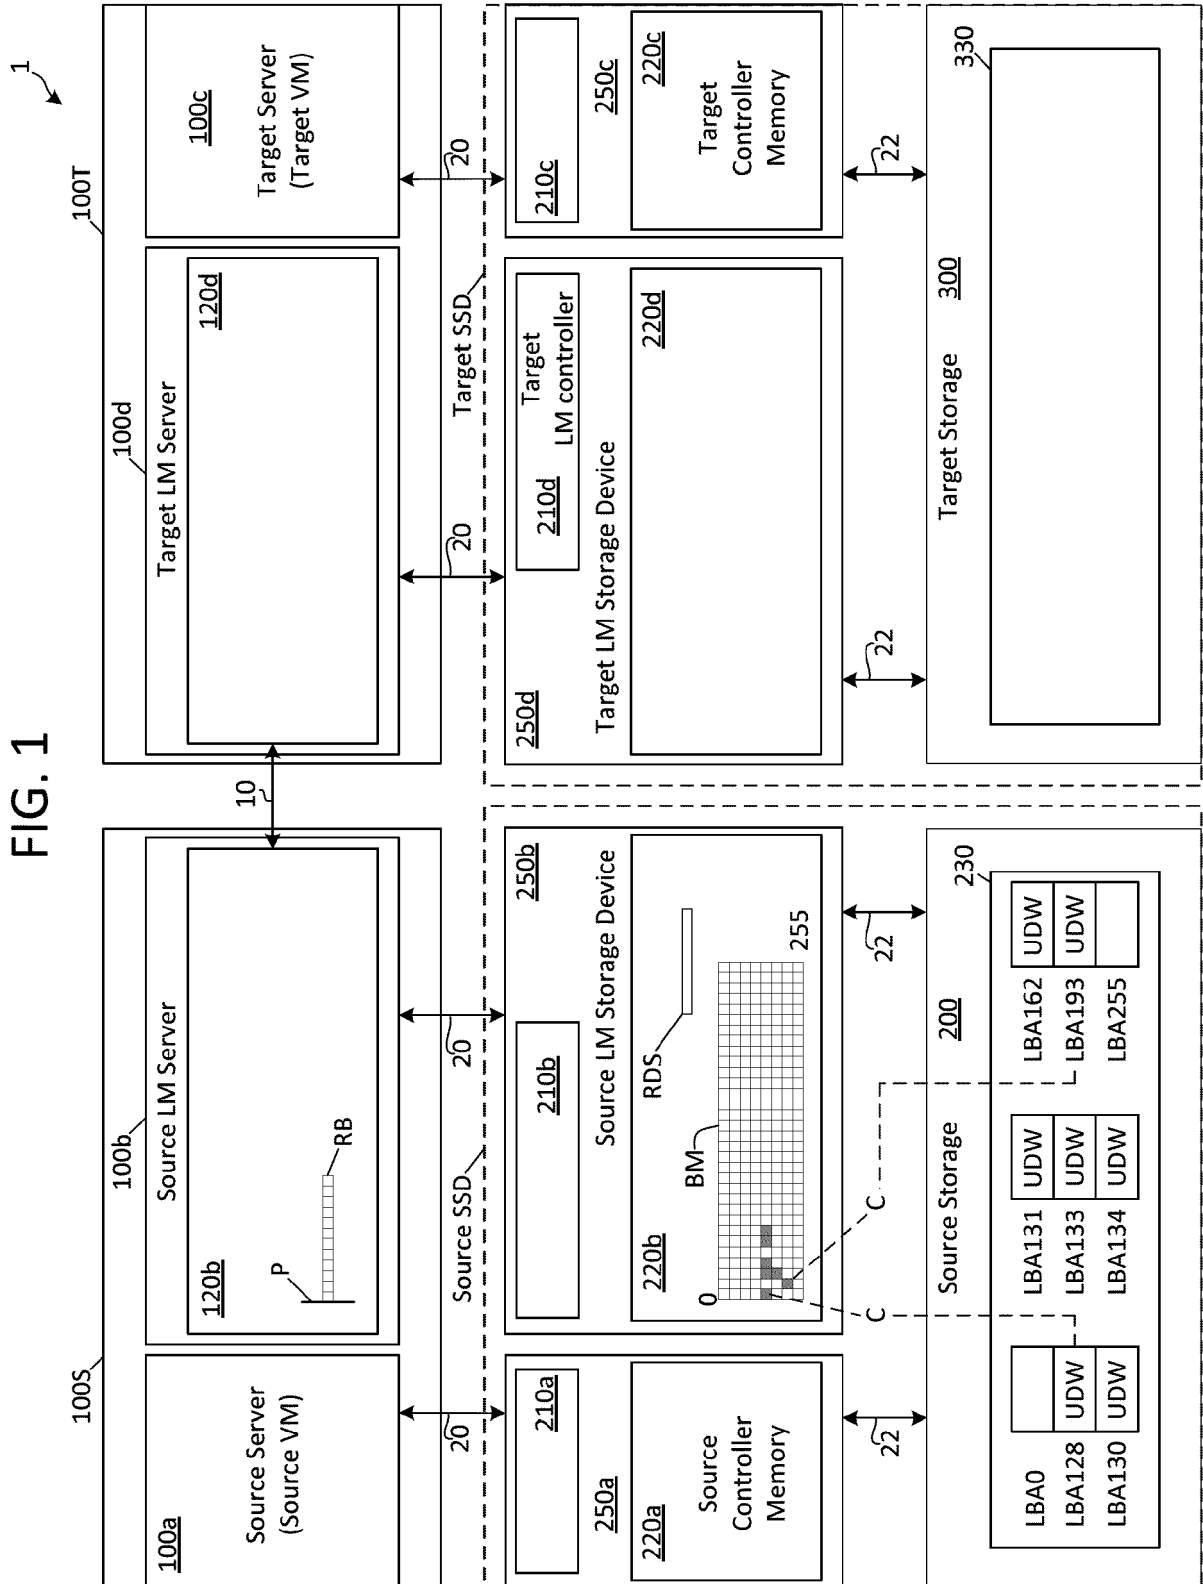 FIG. 1
1
100S
100a
Source Server
(Source VM)
100b
Source LM Server
120b
P
RB
10
100T
100d
Target LM Server
120d
100c
Target Server
(Target VM)
20
20
20
20
Source SSD
Target SSD
210a
250a
220a
Source
Controller
Memory
210b
250b
Source LM Storage Device
220b
0
BM
RDS
255
250d
210d
Target
LM controller
Target LM Storage Device
220d
210c
250c
220c
Target
Controller
Memory
22
C
C
22
22
22
Source Storage
200
230
LBA0
LBA128 UDW
LBA130 UDW
LBA131 UDW
LBA133 UDW
LBA134 UDW
LBA162 UDW
LBA193 UDW
LBA255
Target Storage
300
330